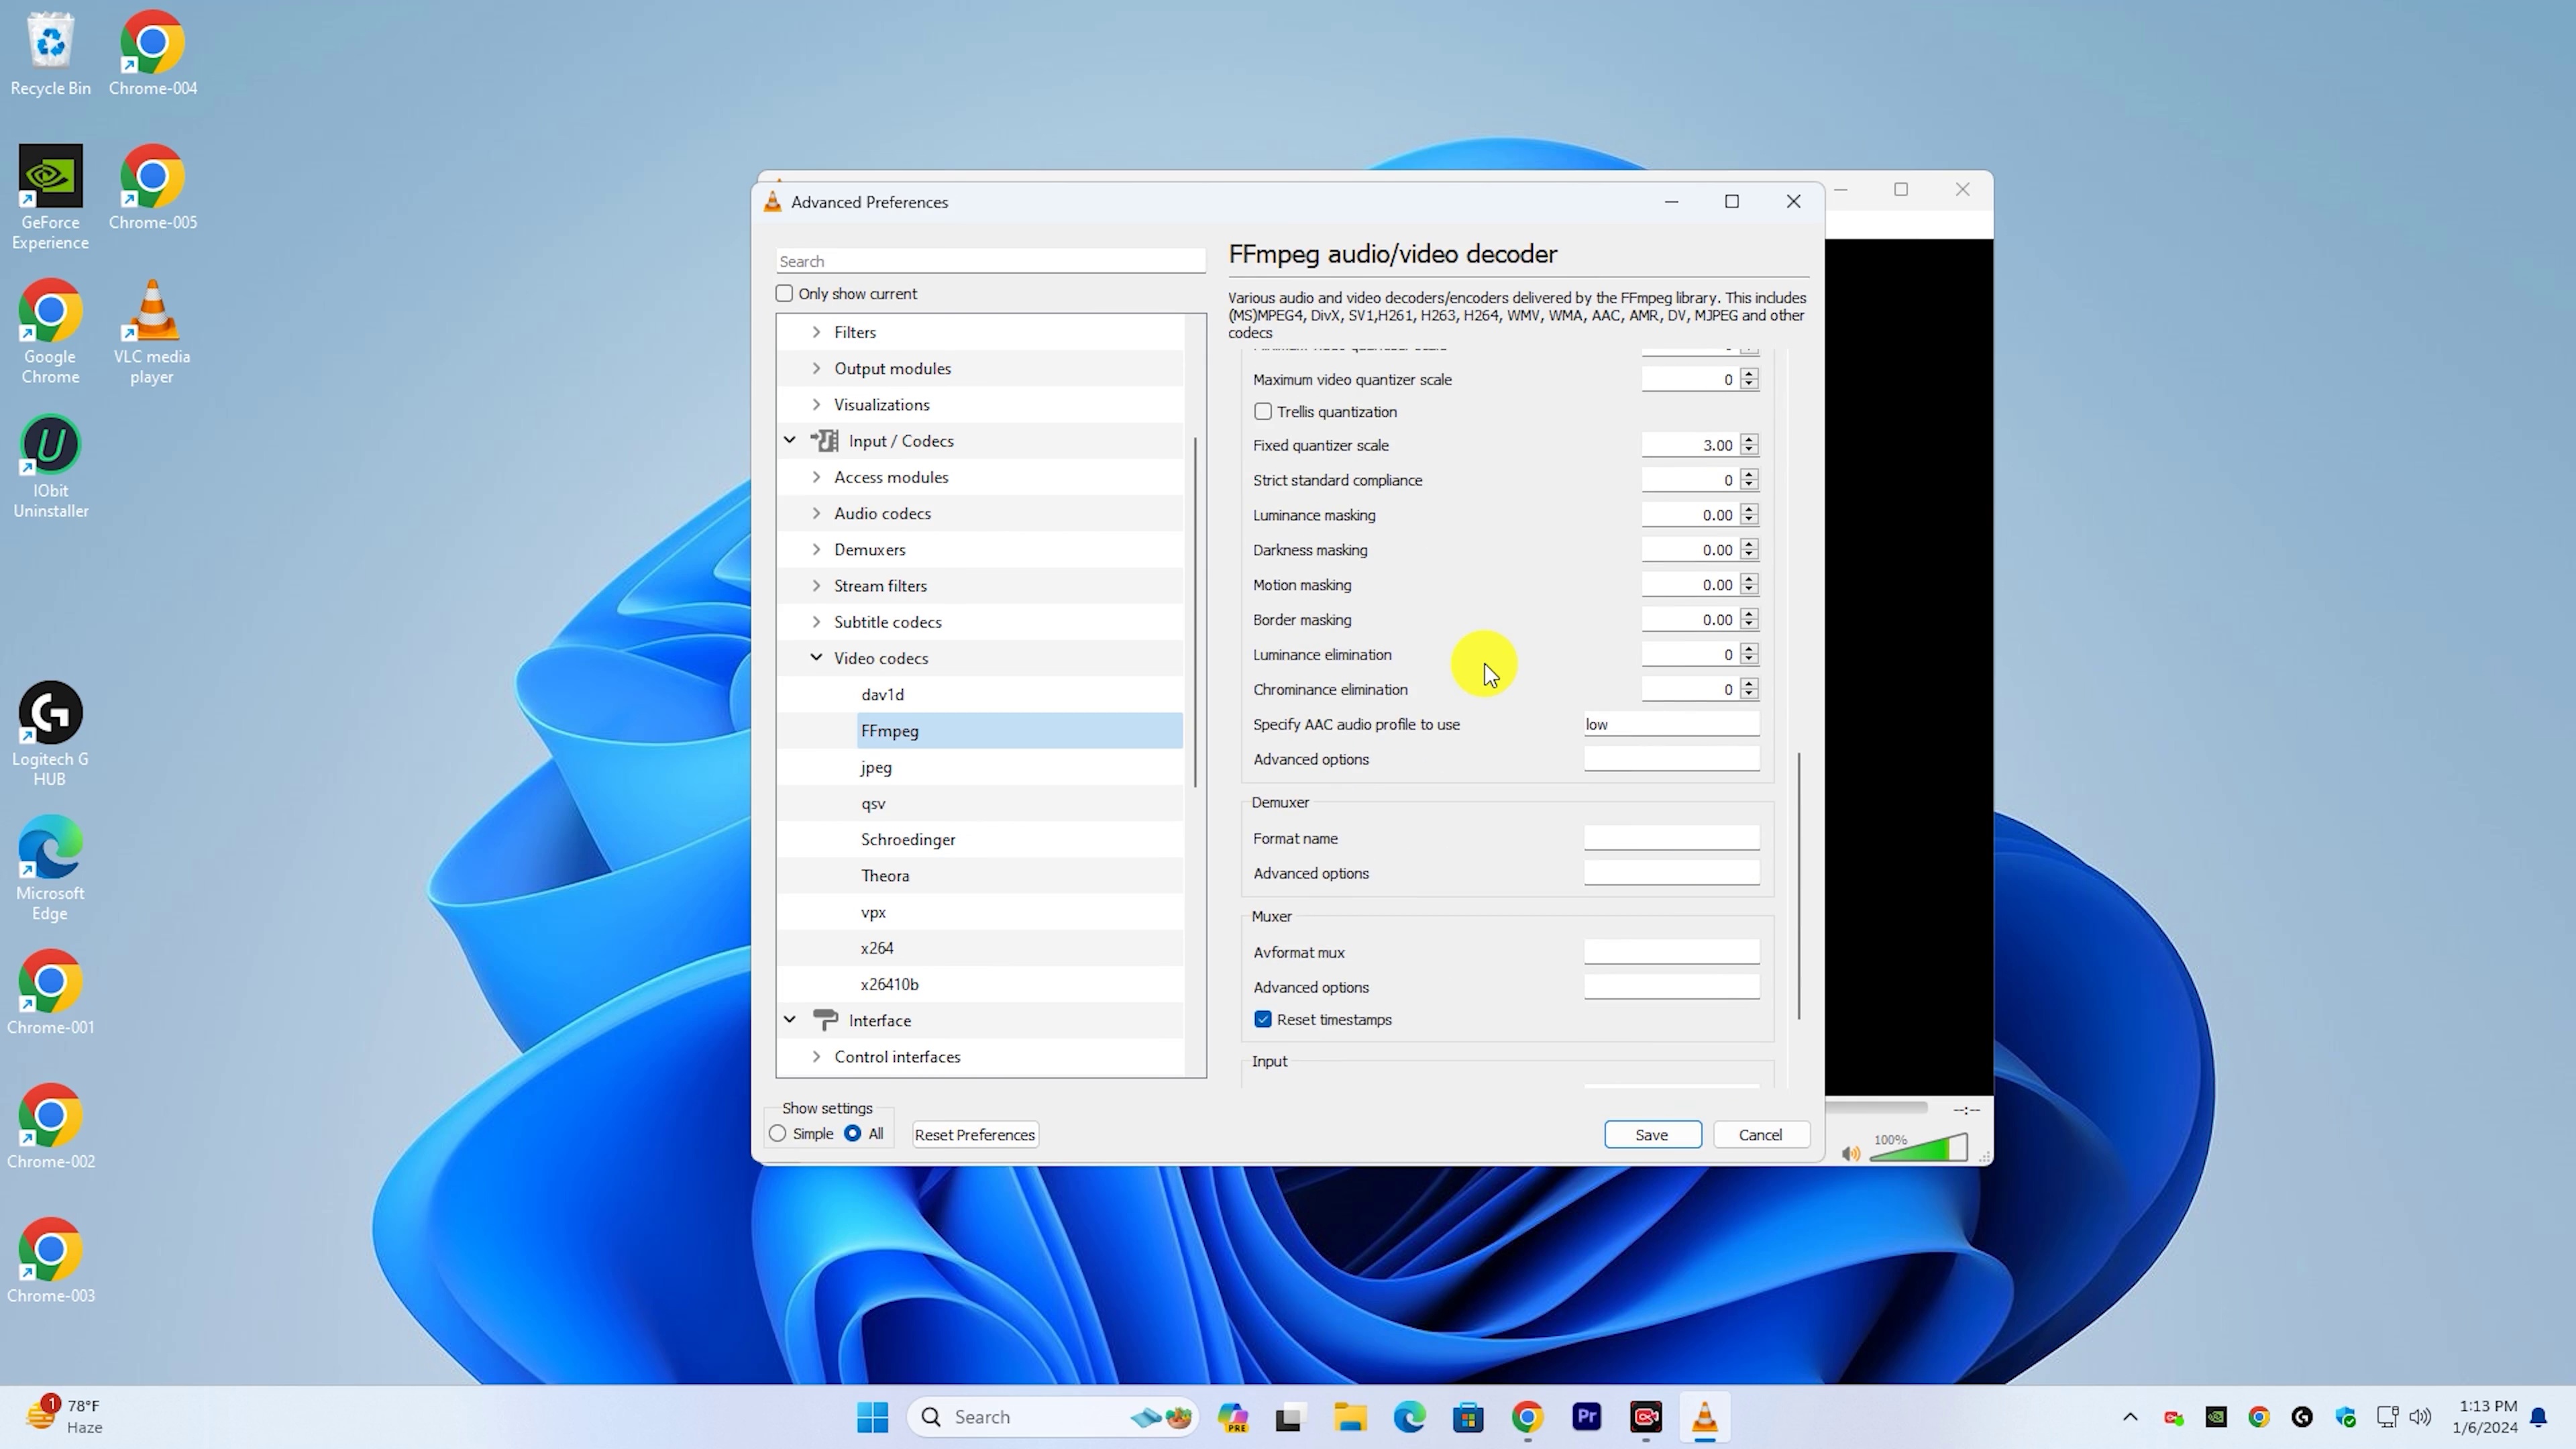 Recycle Bin
Chrome-004
GeForce
Experience
Chrome-005
Google
Chrome
VLC media
player
IObit
Uninstaller
Logitech G
HUB
Microsoft
Edge
Chrome-001
Chrome-002
Chrome-003
Advanced Preferences
Search
Only show current
Filters
Output modules
Visualizations
Input / Codecs
Access modules
Audio codecs
Demuxers
Stream filters
Subtitle codecs
Video codecs
dav1d
FFmpeg
jpeg
qsv
Schroedinger
Theora
vpx
x264
x26410b
Interface
Control interfaces
Show settings
Simple
All
Reset Preferences
FFmpeg audio/video decoder
Various audio and video decoders/encoders delivered by the FFmpeg library. This includes
(MS)MPEG4, DivX, SV1,H261, H263, H264, WMV, WMA, AAC, AMR, DV, MJPEG and other
codecs
Maximum video quantizer scale 0
Trellis quantization
Fixed quantizer scale 3.00
Strict standard compliance 0
Luminance masking 0.00
Darkness masking 0.00
Motion masking 0.00
Border masking 0.00
Luminance elimination 0
Chrominance elimination 0
Specify AAC audio profile to use low
Advanced options
Demuxer
Format name
Advanced options
Muxer
Avformat mux
Advanced options
Reset timestamps
Input
Save
Cancel
--:--
100%
1
78°F
Haze
Search
PRE
Pr
1:13 PM
1/6/2024